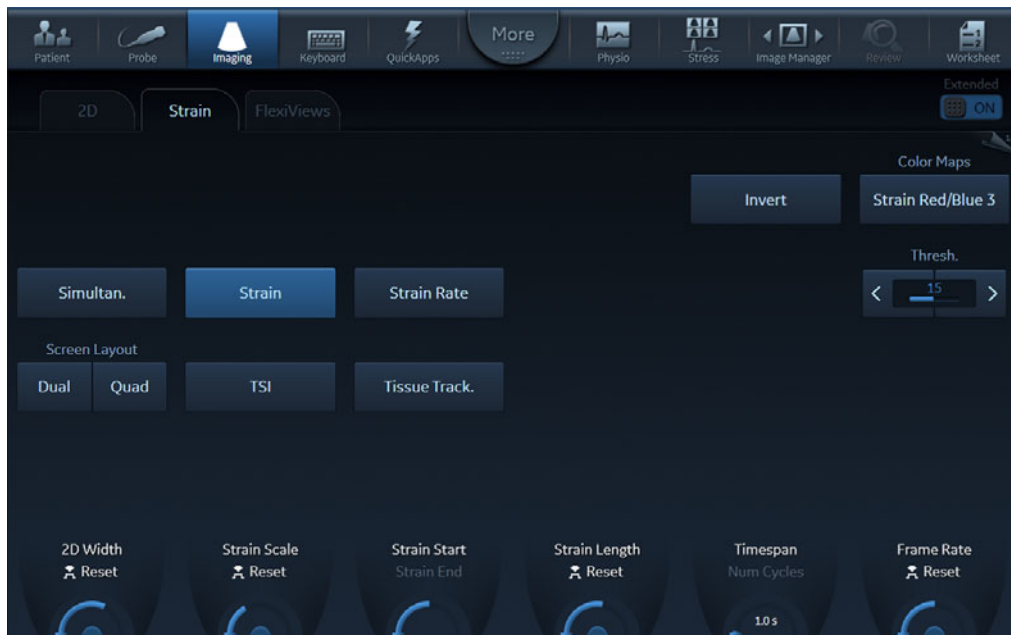 Patient
Probe
Imaging
Keyboard
QuickApps
More
Physio
Stress
Image Manager
Review
Worksheet
2D
Strain
FlexiViews
Extended
ON
1
Color Maps
Invert
Strain Red/Blue 3
Thresh.
Simultan.
Strain
Strain Rate
< 15 >
Screen Layout
Dual
Quad
TSI
Tissue Track.
2D Width
Reset
Strain Scale
Reset
Strain Start
Strain End
Strain Length
Reset
Timespan
Num Cycles
1.0 s
Frame Rate
Reset